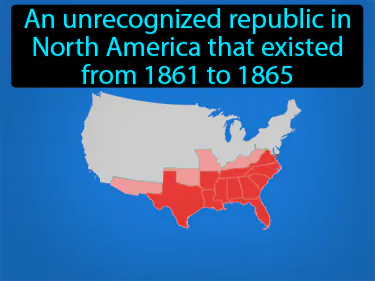 An unrecognized republic in
North America that existed
from 1861 to 1865